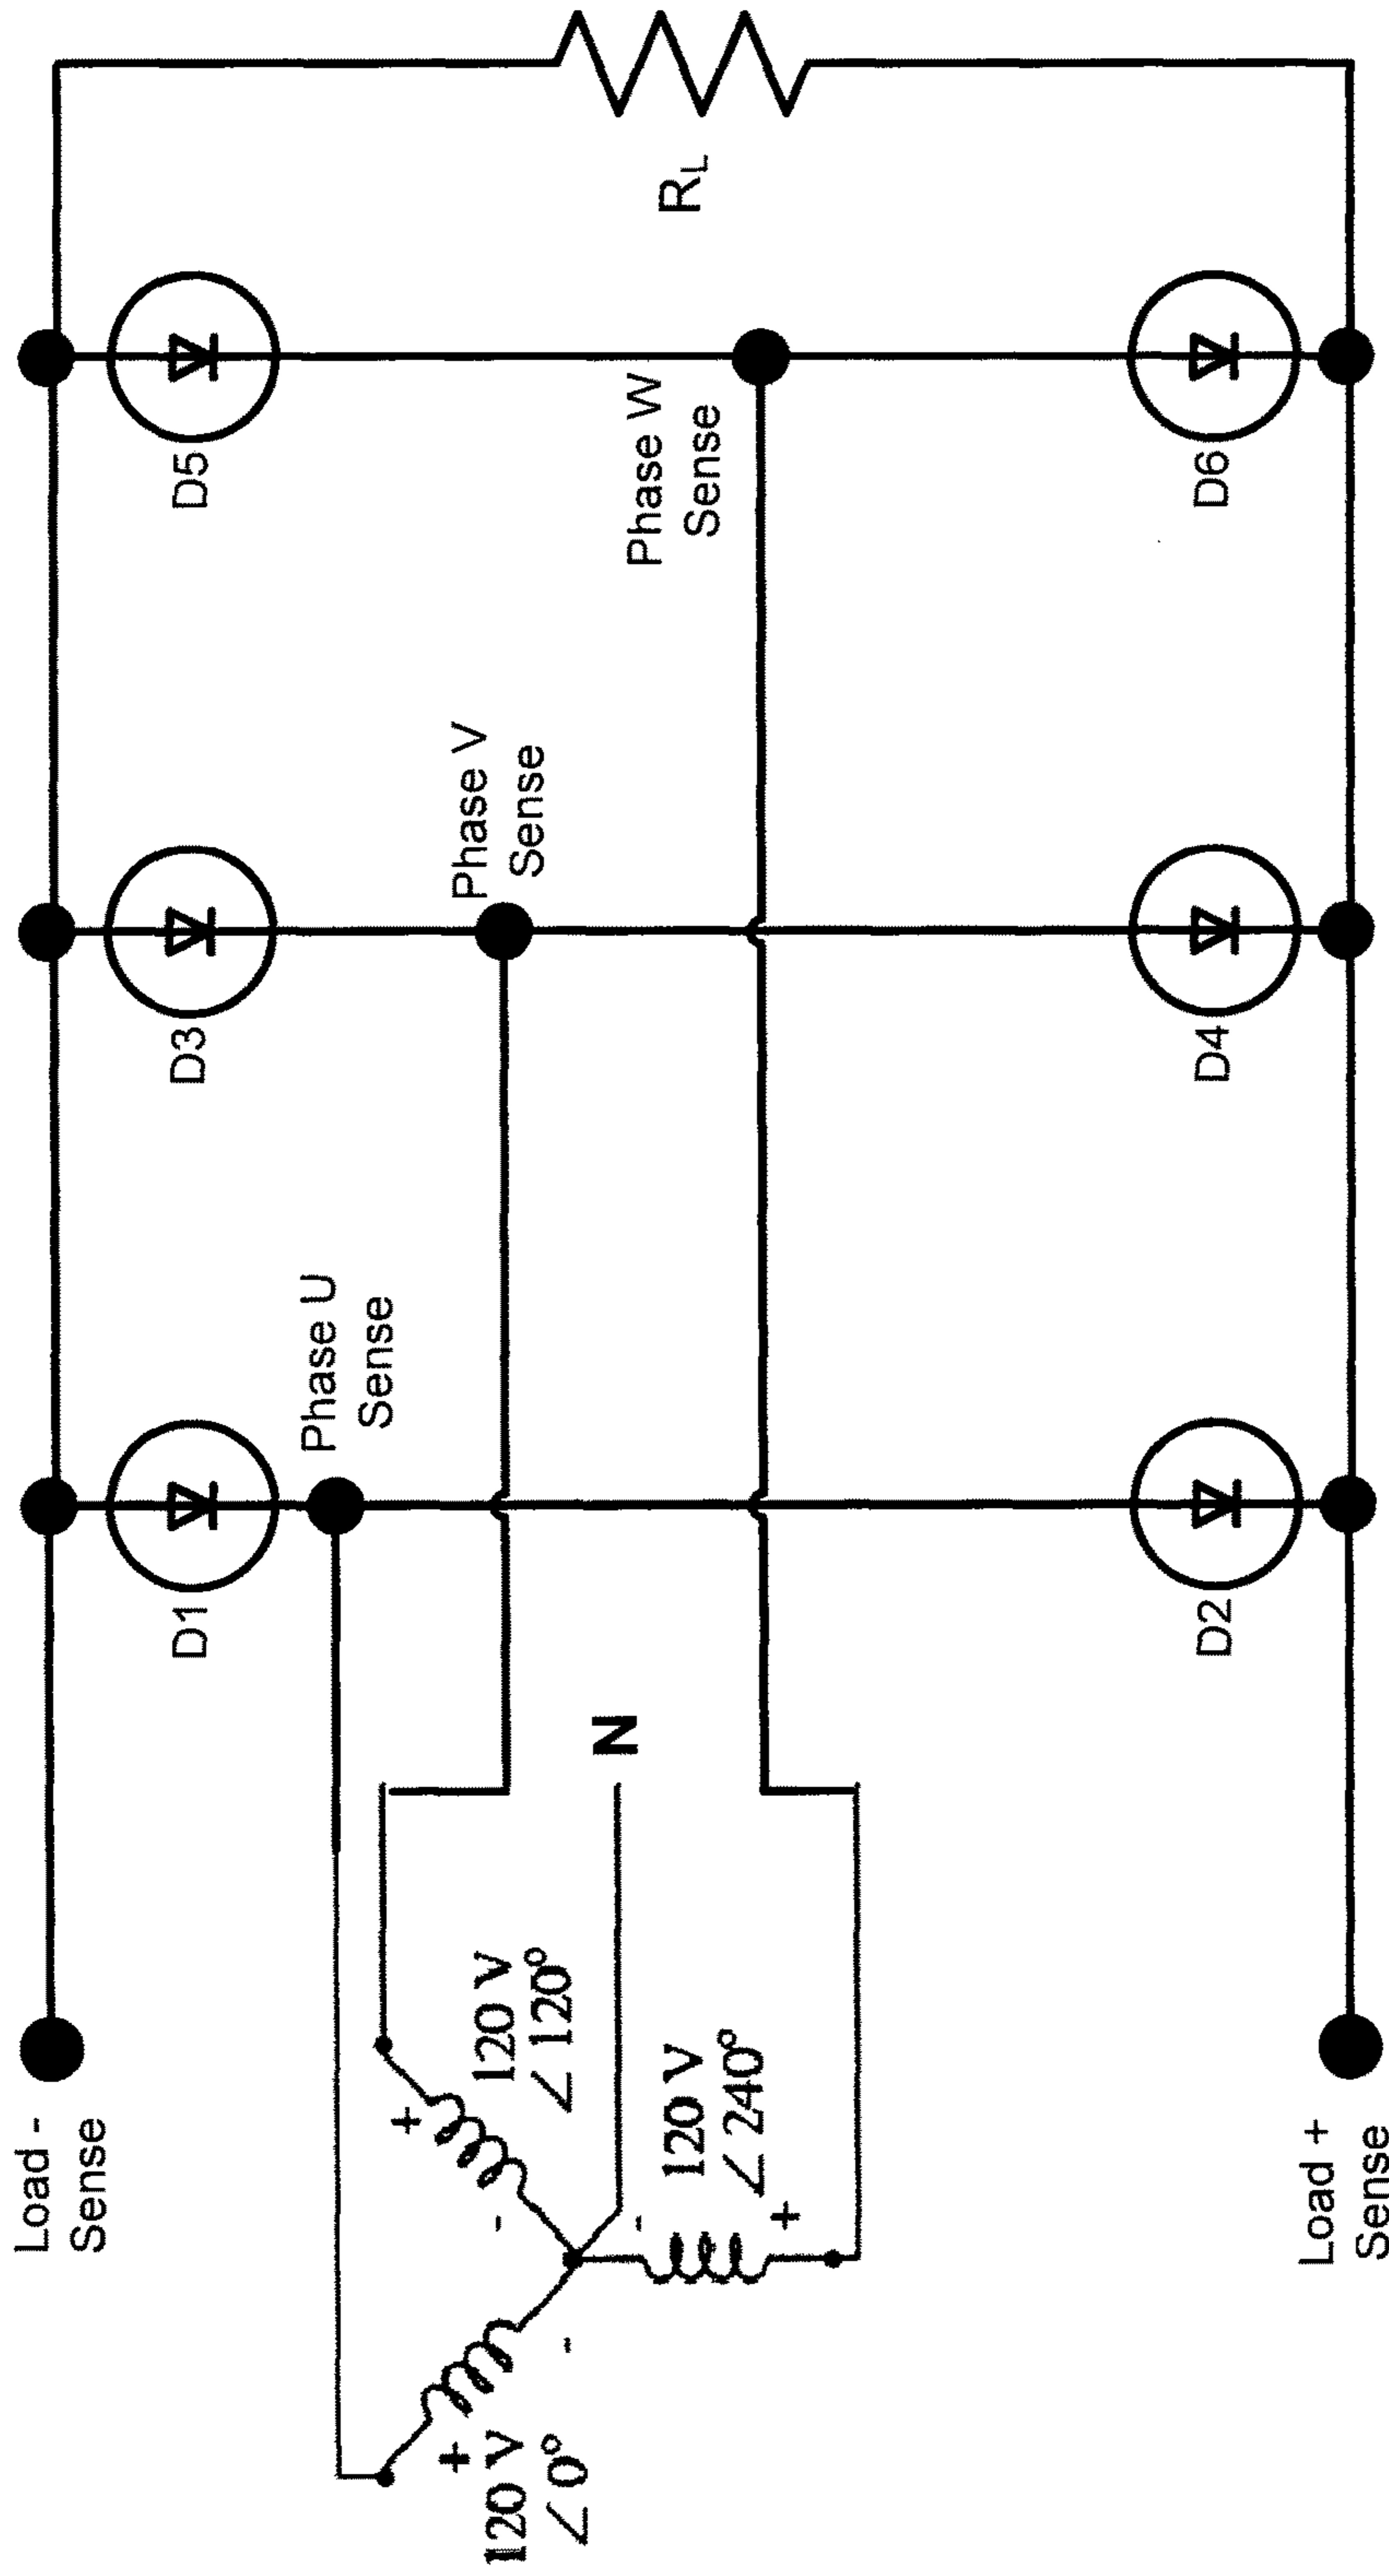 Load -
Sense
D1
Phase U
Sense
D3
Phase V
Sense
D5
Phase W
Sense
RL
120 V
∠ 0°
+
-
120 V
∠ 120°
+
-
120 V
∠ 240°
-
+
N
Load +
Sense
D2
D4
D6